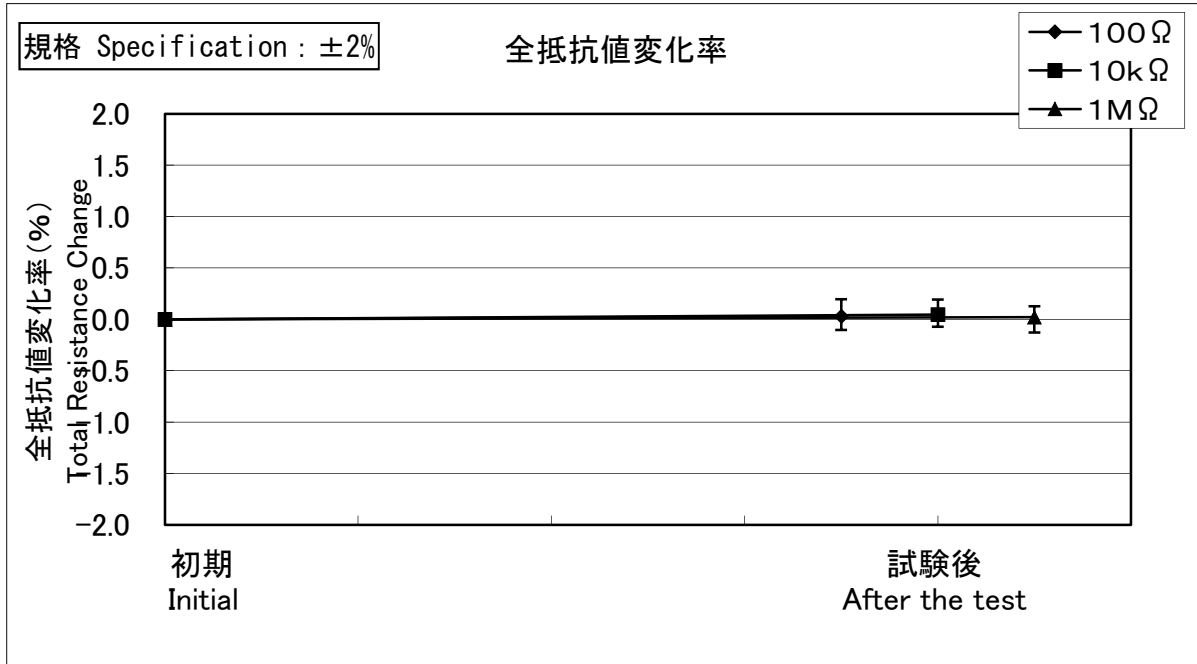 規格 Specification : ±2%
全抵抗値変化率
100Ω
10kΩ
1MΩ
全抵抗値変化率(%)
Total Resistance Change
2.0
1.5
1.0
0.5
0.0
−0.5
−1.0
−1.5
−2.0
初期
Initial
試験後
After the test